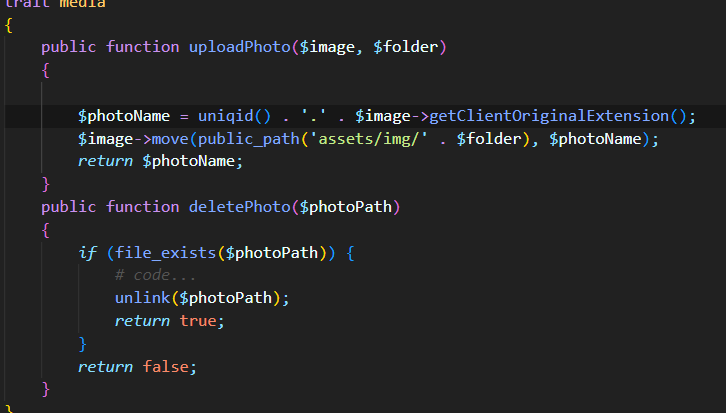 trait media
{
public function uploadPhoto($image, $folder)
{
$photoName = uniqid() . '.' . $image->getClientOriginalExtension();
$image->move(public_path('assets/img/' . $folder), $photoName);
return $photoName;
}
public function deletePhoto($photoPath)
{
if (file_exists($photoPath)) {
# code...
unlink($photoPath);
return true;
}
return false;
}
}